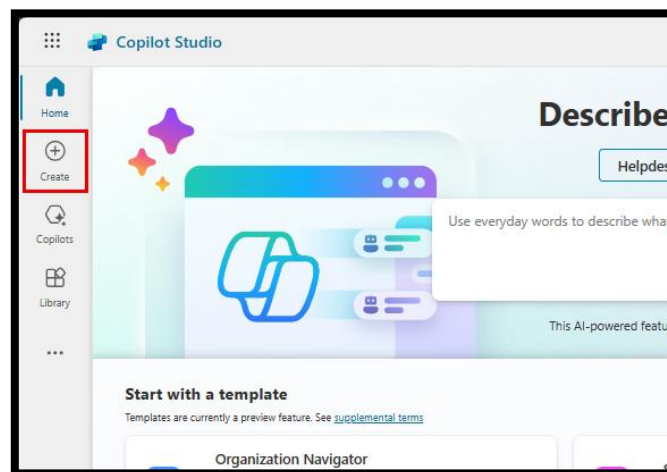 Copilot Studio
Home
Create
Copilots
Library
Describe
Helpdes
Use everyday words to describe wha
This AI-powered featu
Start with a template
Templates are currently a preview feature. See supplemental terms
Organization Navigator